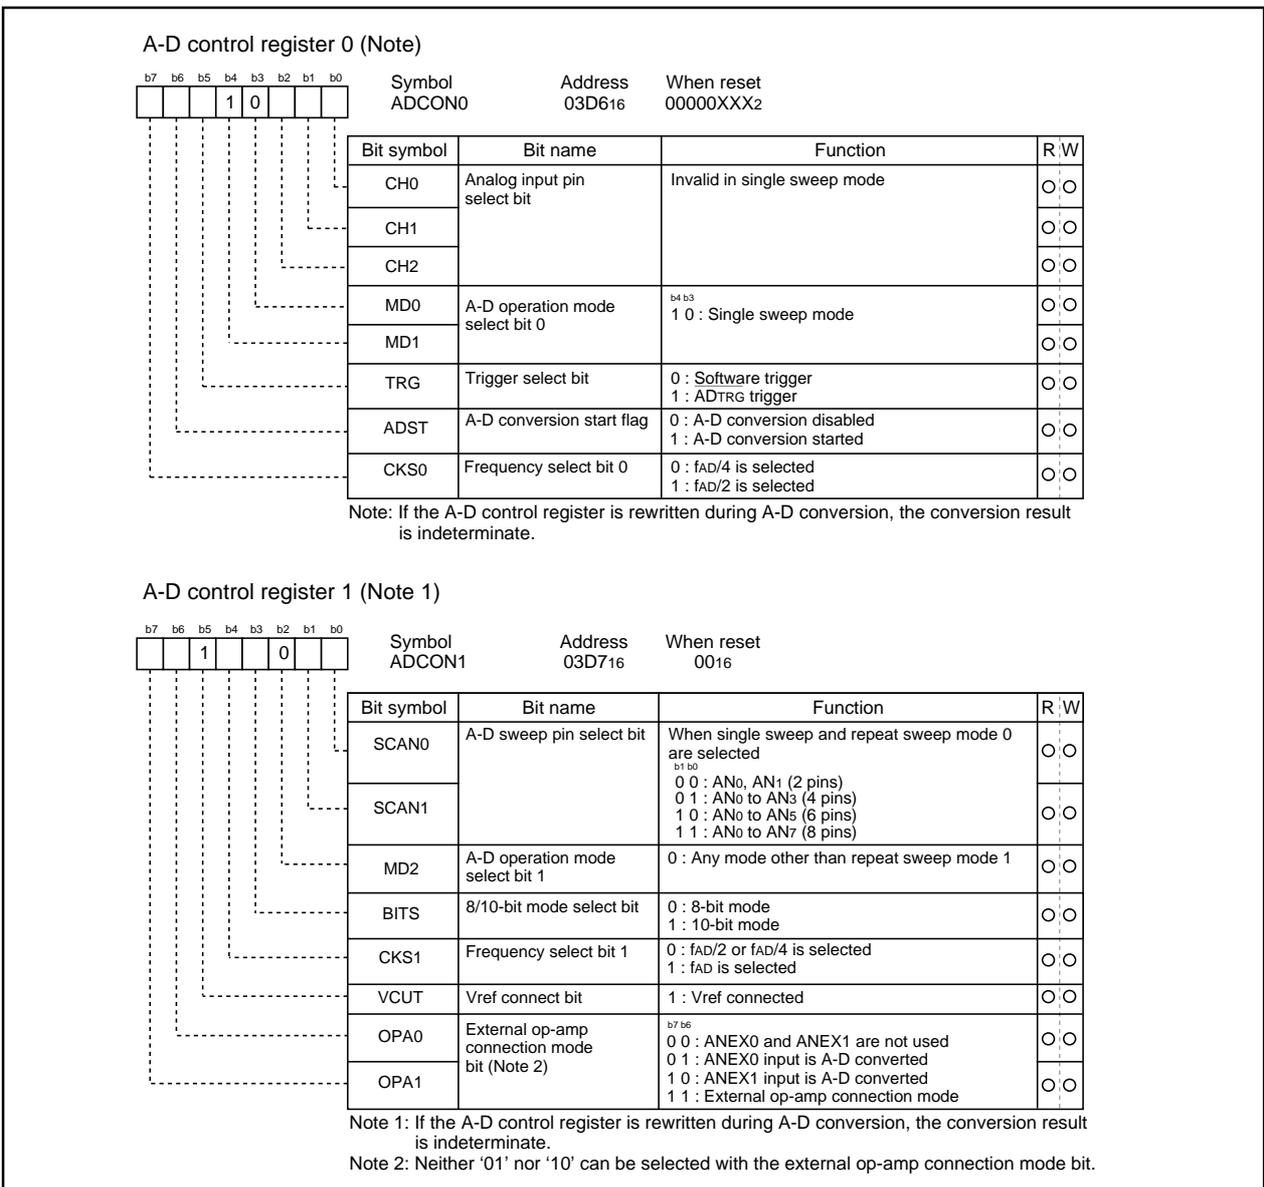 A-D control register 0 (Note)
b7 b6 b5 b4 b3 b2 b1 b0
1 0
Symbol Address When reset
ADCON0 03D616 00000XXX2
Bit symbol Bit name Function R W
CH0 Analog input pin select bit Invalid in single sweep mode
CH1
CH2
MD0 A-D operation mode select bit 0 b4 b3
1 0 : Single sweep mode
MD1
TRG Trigger select bit 0 : Software trigger
1 : ADTRG trigger
ADST A-D conversion start flag 0 : A-D conversion disabled
1 : A-D conversion started
CKS0 Frequency select bit 0 0 : fAD/4 is selected
1 : fAD/2 is selected
Note: If the A-D control register is rewritten during A-D conversion, the conversion result
is indeterminate.
A-D control register 1 (Note 1)
b7 b6 b5 b4 b3 b2 b1 b0
1 0
Symbol Address When reset
ADCON1 03D716 0016
Bit symbol Bit name Function R W
SCAN0 A-D sweep pin select bit When single sweep and repeat sweep mode 0
are selected
b1 b0
0 0 : AN0, AN1 (2 pins)
0 1 : AN0 to AN3 (4 pins)
SCAN1 1 0 : AN0 to AN5 (6 pins)
1 1 : AN0 to AN7 (8 pins)
MD2 A-D operation mode select bit 1 0 : Any mode other than repeat sweep mode 1
BITS 8/10-bit mode select bit 0 : 8-bit mode
1 : 10-bit mode
CKS1 Frequency select bit 1 0 : fAD/2 or fAD/4 is selected
1 : fAD is selected
VCUT Vref connect bit 1 : Vref connected
OPA0 External op-amp connection mode bit (Note 2) b7 b6
0 0 : ANEX0 and ANEX1 are not used
0 1 : ANEX0 input is A-D converted
OPA1 1 0 : ANEX1 input is A-D converted
1 1 : External op-amp connection mode
Note 1: If the A-D control register is rewritten during A-D conversion, the conversion result
is indeterminate.
Note 2: Neither ‘01’ nor ‘10’ can be selected with the external op-amp connection mode bit.